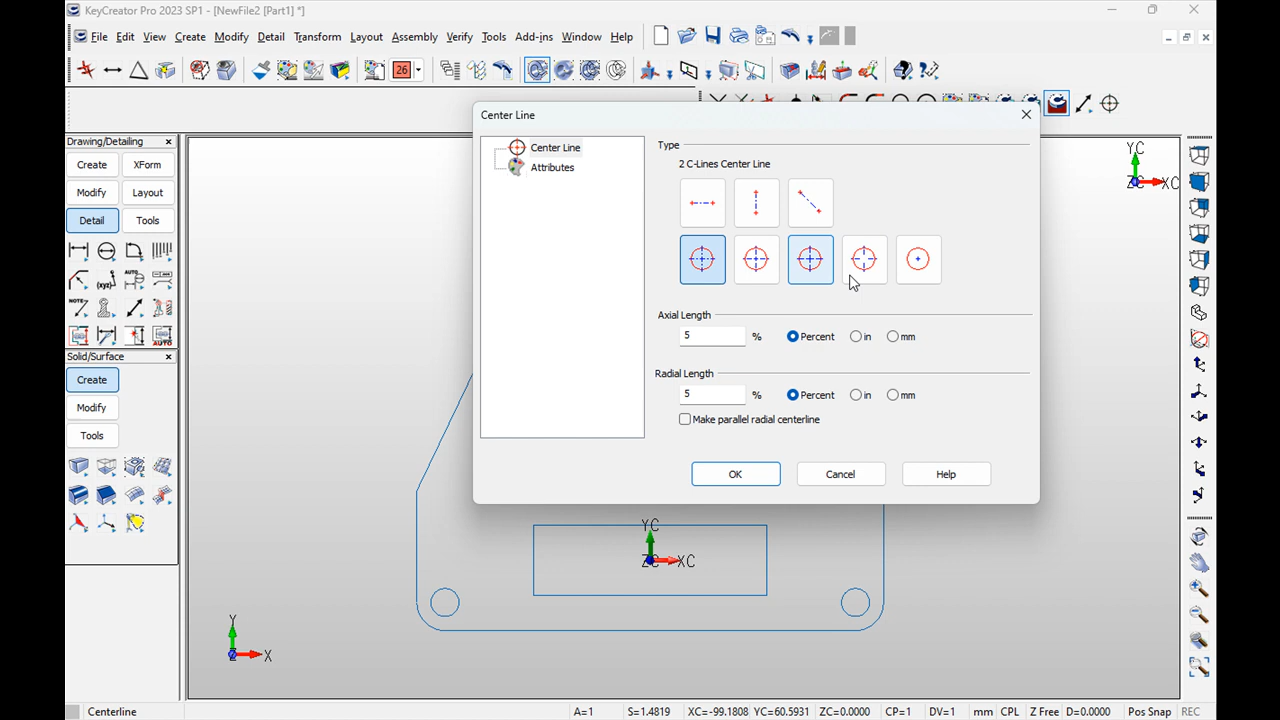 KeyCreator Pro 2023 SP1 - [NewFile2 [Part1] *]
File Edit View Create Modify Detail Transform Layout Assembly Verify Tools Add-ins Window Help
26
Drawing/Detailing
Create XForm
Modify Layout
Detail Tools
(xyz)
AUTO
NOTE
AUTO
Solid/Surface
Create
Modify
Tools
Center Line
Center Line
Attributes
Type
2 C-Lines Center Line
Axial Length
5 % Percent in mm
Radial Length
5 % Percent in mm
Make parallel radial centerline
OK Cancel Help
YC
ZC XC
YC
ZC XC
Y
Z X
Centerline A=1 S=1.4819 XC=-99.1808 YC=60.5931 ZC=0.0000 CP=1 DV=1 mm CPL Z Free D=0.0000 Pos Snap REC